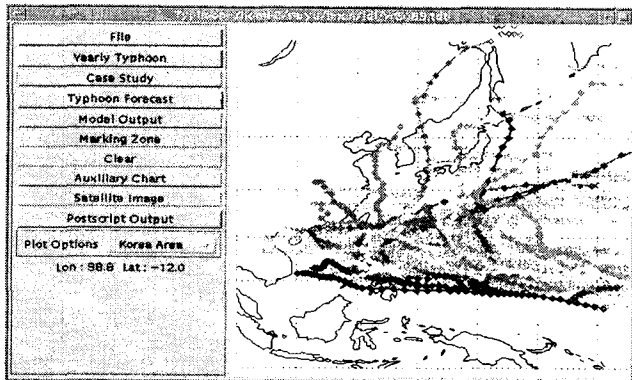 File
Yearly Typhoon
Case Study
Typhoon Forecast
Model Output
Marking Zone
Clear
Auxillary Chart
Satellite Image
Postscript Output
Plot Options Korea Area
Lon : 98.8 Lat : -12.0